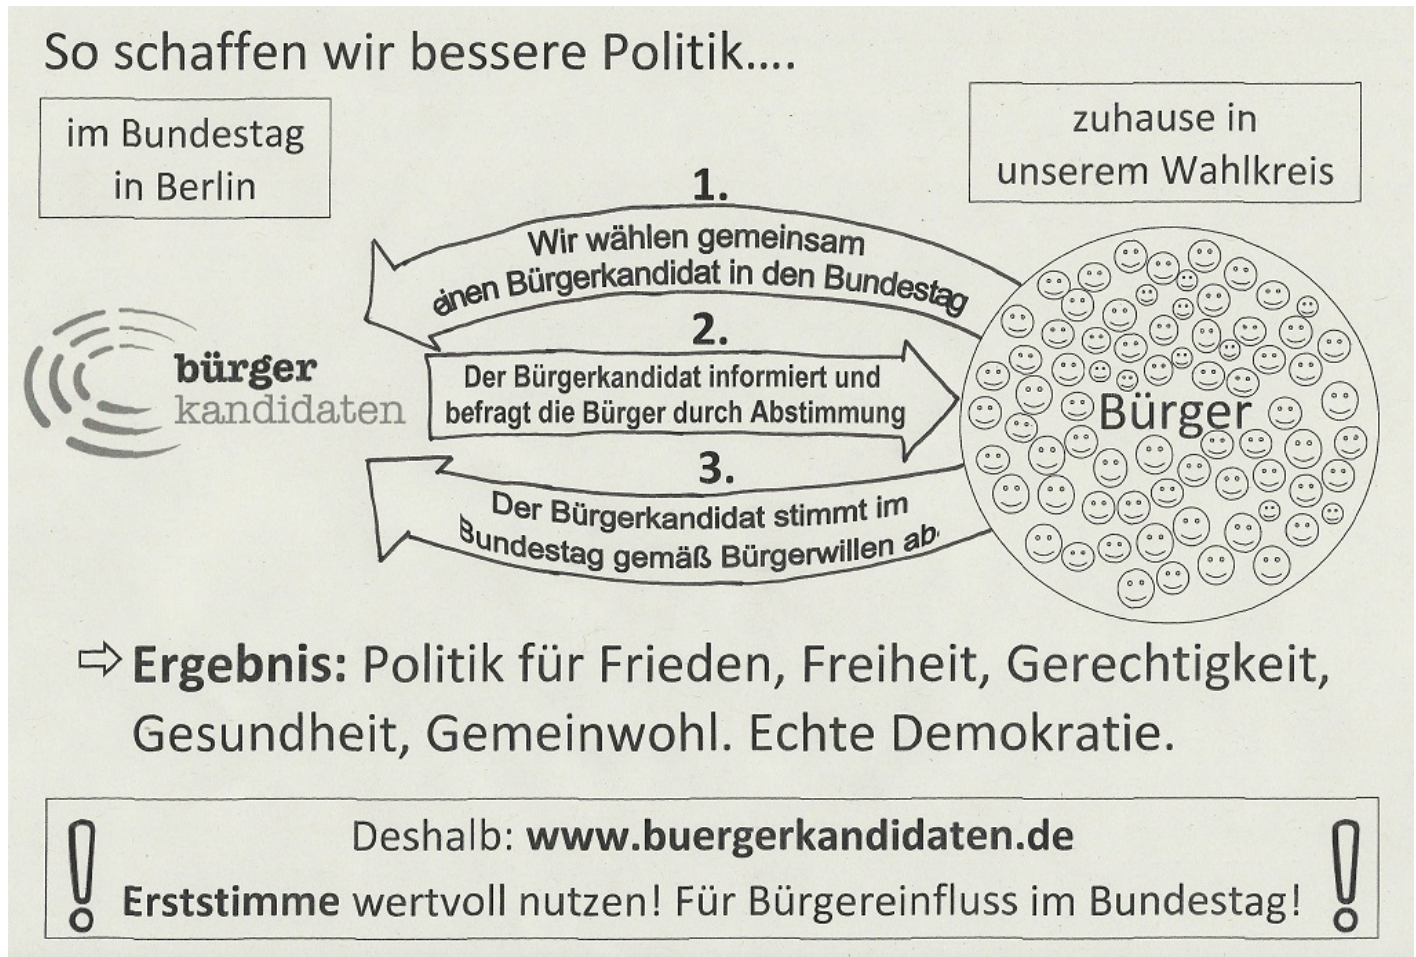 So schaffen wir bessere Politik....
im Bundestag
in Berlin
zuhause in
unserem Wahlkreis
1.
Wir wählen gemeinsam
einen Bürgerkandidat in den Bundestag
2.
Der Bürgerkandidat informiert und
befragt die Bürger durch Abstimmung
3.
Der Bürgerkandidat stimmt im
Bundestag gemäß Bürgerwillen ab.
bürger
kandidaten
Bürger
⇨ Ergebnis: Politik für Frieden, Freiheit, Gerechtigkeit,
Gesundheit, Gemeinwohl. Echte Demokratie.
! Deshalb: www.buergerkandidaten.de !
Erststimme wertvoll nutzen! Für Bürgereinfluss im Bundestag!